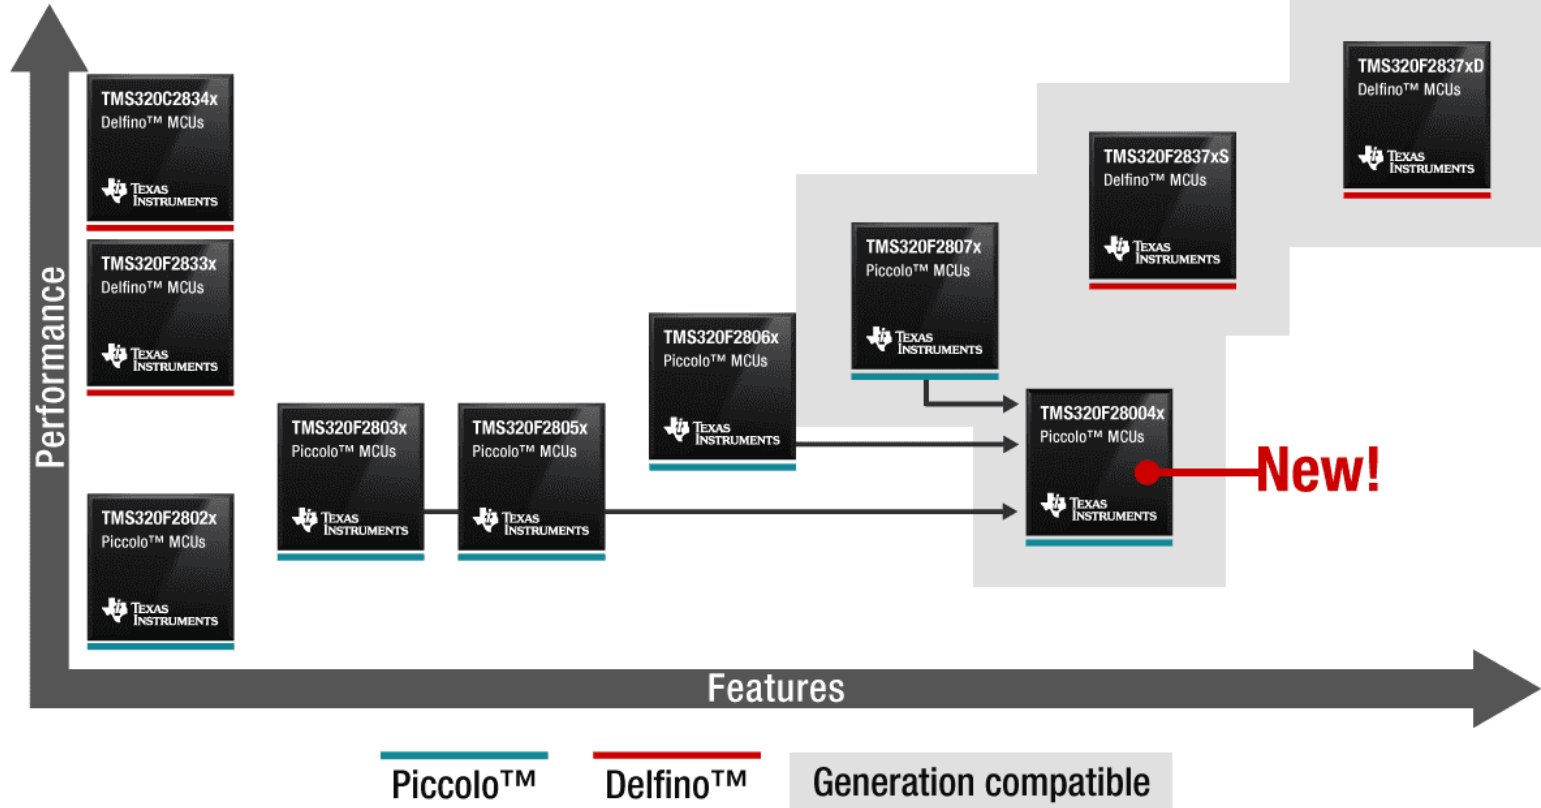 TMS320C2834x
Delfino™ MCUs
TEXAS
INSTRUMENTS
TMS320F2833x
Delfino™ MCUs
TEXAS
INSTRUMENTS
TMS320F2802x
Piccolo™ MCUs
TEXAS
INSTRUMENTS
TMS320F2803x
Piccolo™ MCUs
TEXAS
INSTRUMENTS
TMS320F2805x
Piccolo™ MCUs
TEXAS
INSTRUMENTS
TMS320F2806x
Piccolo™ MCUs
TEXAS
INSTRUMENTS
TMS320F2807x
Piccolo™ MCUs
TEXAS
INSTRUMENTS
TMS320F28004x
Piccolo™ MCUs
TEXAS
INSTRUMENTS
New!
TMS320F2837xS
Delfino™ MCUs
TEXAS
INSTRUMENTS
TMS320F2837xD
Delfino™ MCUs
TEXAS
INSTRUMENTS
Performance
Features
Piccolo™
Delfino™
Generation compatible